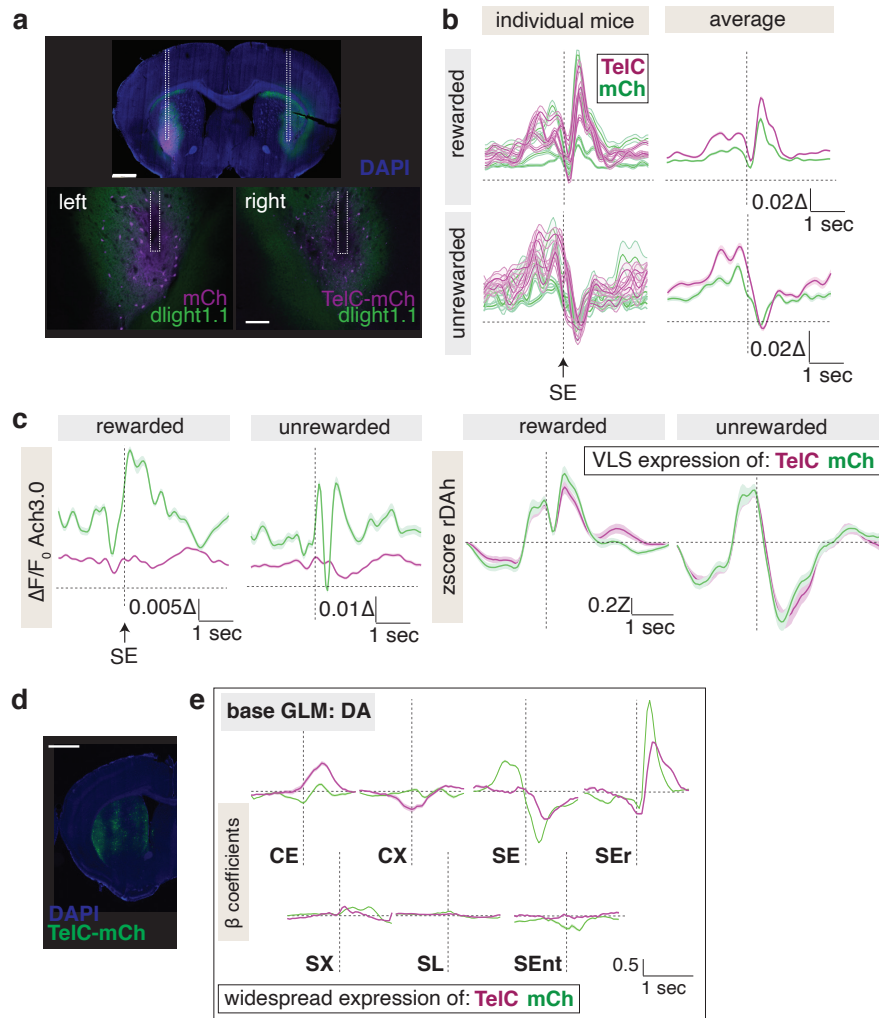 a
DAPI
left
right
mCh
dlight1.1
TelC-mCh
dlight1.1
b
individual mice
average
rewarded
TelC
mCh
0.02Δ
1 sec
unrewarded
0.02Δ
1 sec
SE
c
rewarded
unrewarded
ΔF/F0 Ach3.0
0.005Δ
1 sec
0.01Δ
1 sec
SE
rewarded
unrewarded
VLS expression of: TelC mCh
zscore rDAh
0.2Z
1 sec
d
DAPI
TelC-mCh
e
base GLM: DA
β coefficients
CE
CX
SE
SEr
SX
SL
SEnt
0.5
1 sec
widespread expression of: TelC mCh